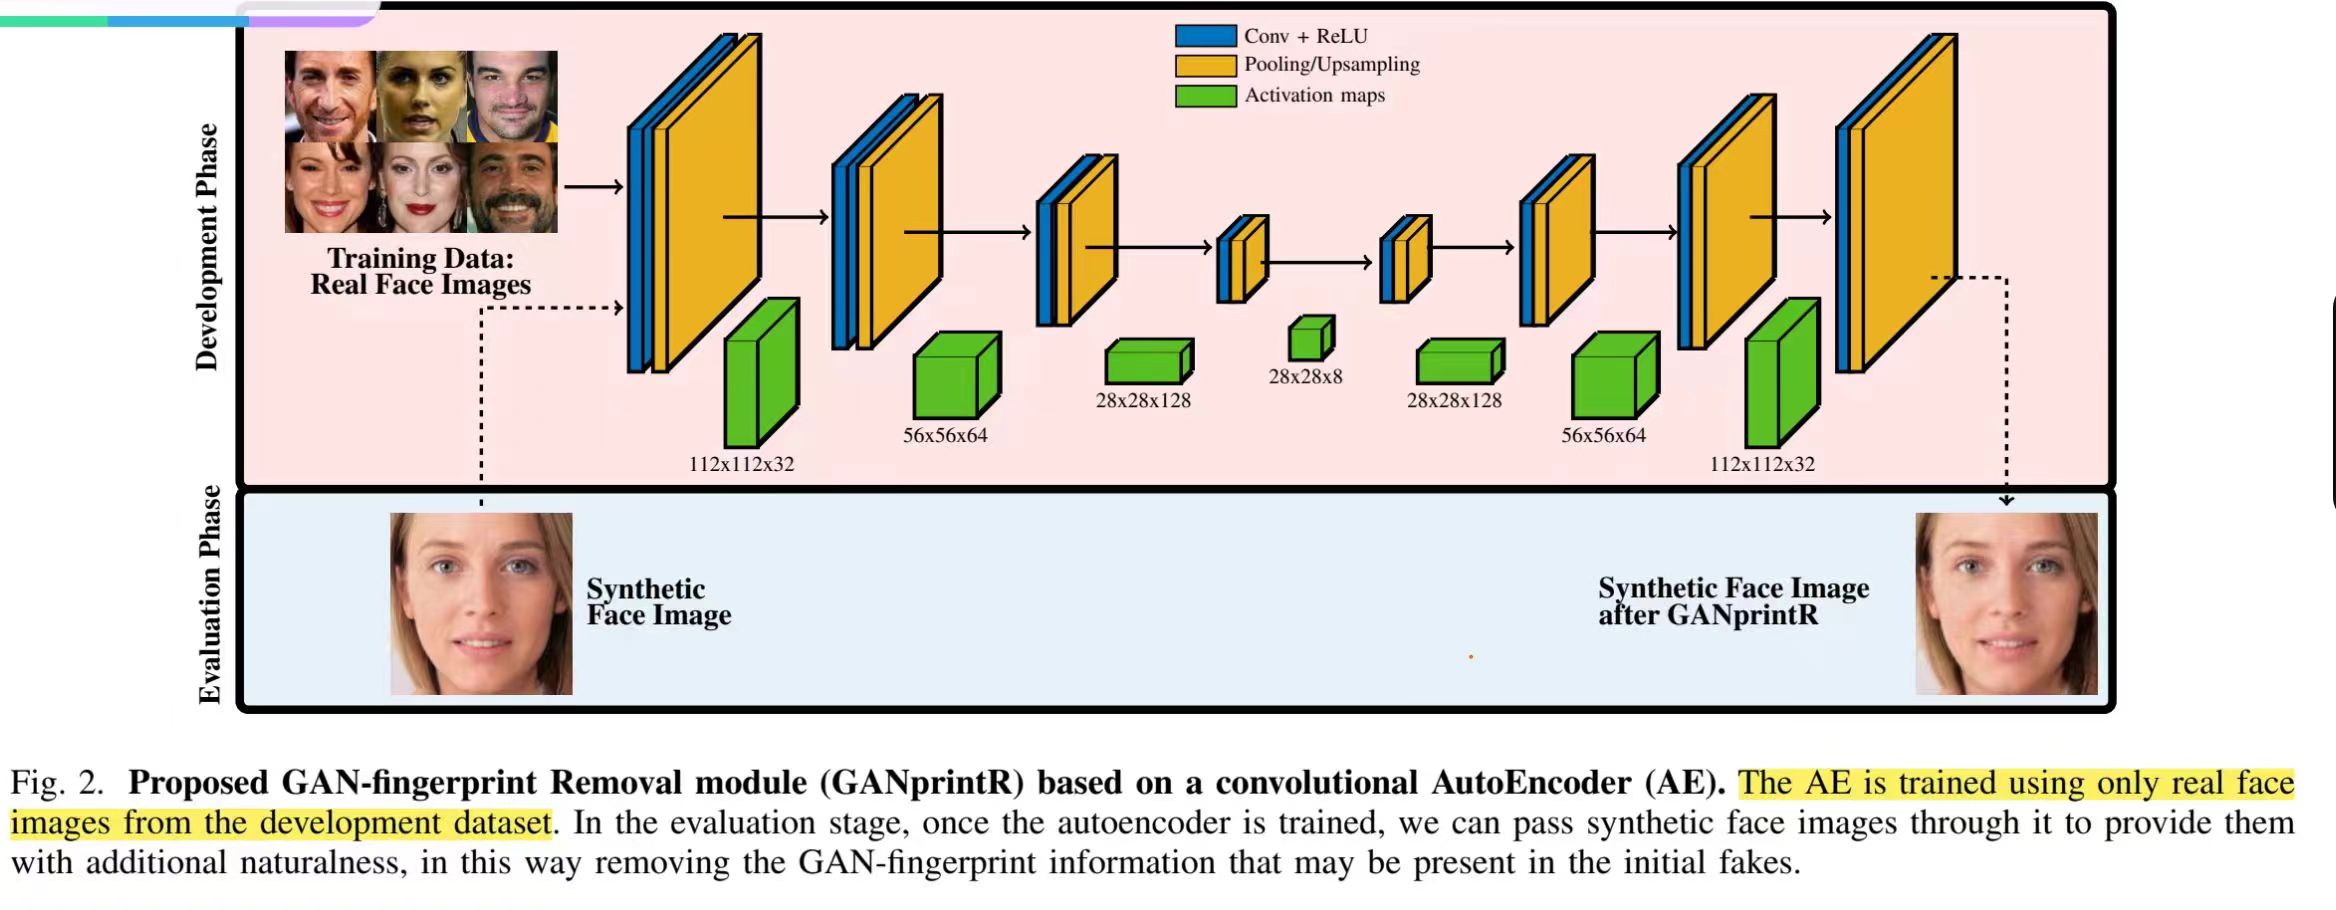 Conv + ReLU
Pooling/Upsampling
Activation maps
Development Phase
Training Data:
Real Face Images
112x112x32
56x56x64
28x28x128
28x28x8
28x28x128
56x56x64
112x112x32
Evaluation Phase
Synthetic
Face Image
Synthetic Face Image
after GANprintR
Fig. 2. Proposed GAN-fingerprint Removal module (GANprintR) based on a convolutional AutoEncoder (AE). The AE is trained using only real face
images from the development dataset. In the evaluation stage, once the autoencoder is trained, we can pass synthetic face images through it to provide them
with additional naturalness, in this way removing the GAN-fingerprint information that may be present in the initial fakes.